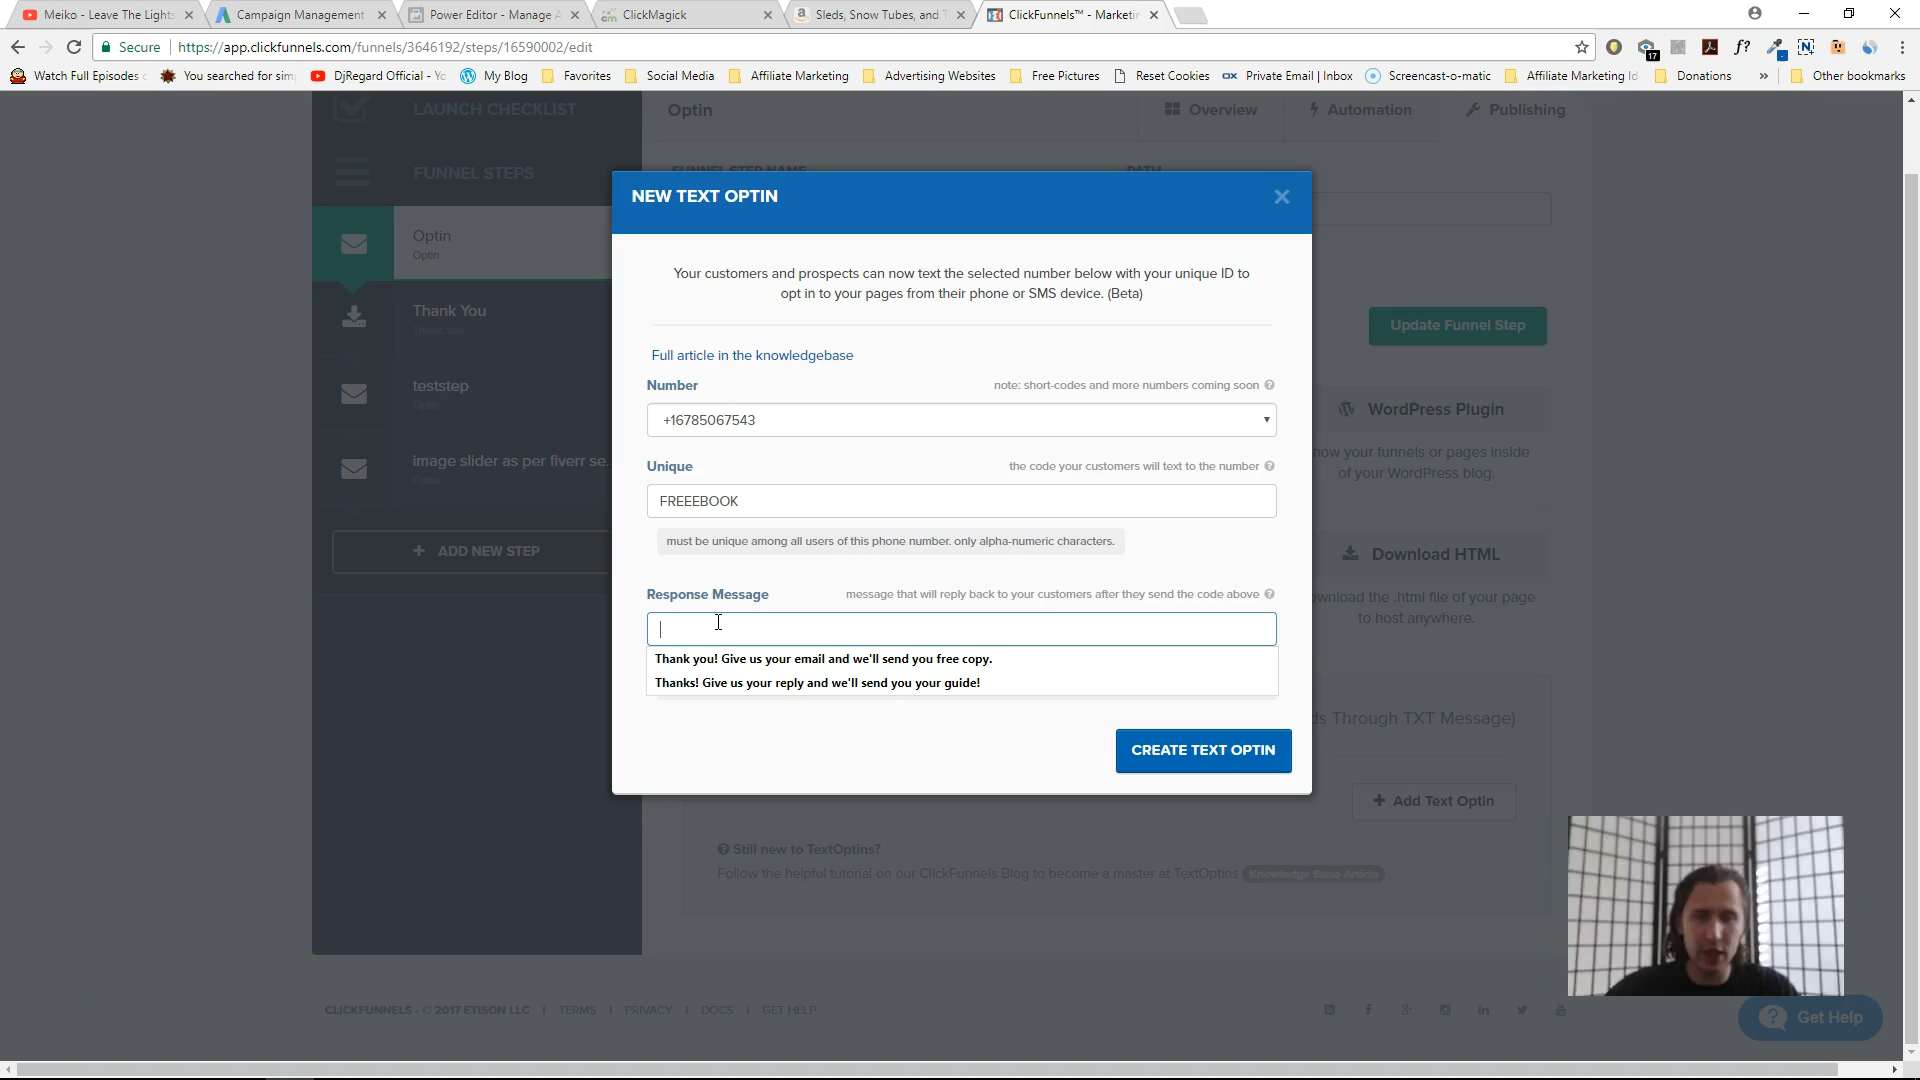 Meiko - Leave The Lights
Campaign Management
Power Editor - Manage A
ClickMagick
Sleds, Snow Tubes, and T
ClickFunnels™ - Marketin
Secure
https://app.clickfunnels.com/funnels/3646192/steps/16590002/edit
17
Watch Full Episodes
You searched for sim
DjRegard Official - Yo
My Blog
Favorites
Social Media
Affiliate Marketing
Advertising Websites
Free Pictures
Reset Cookies
Private Email | Inbox
Screencast-o-matic
Affiliate Marketing Id
Donations
»
Other bookmarks
LAUNCH CHECKLIST
FUNNEL STEPS
Optin
Optin
Thank You
Thank You
teststep
Optin
image slider as per fiverr se...
Optin
+ ADD NEW STEP
Optin
Overview
Automation
Publishing
FUNNEL STEP NAME
PATH
Update Funnel Step
NEW TEXT OPTIN
Your customers and prospects can now text the selected number below with your unique ID to
opt in to your pages from their phone or SMS device. (Beta)
Full article in the knowledgebase
Number
note: short-codes and more numbers coming soon
+16785067543
Unique
the code your customers will text to the number
FREEEBOOK
must be unique among all users of this phone number. only alpha-numeric characters.
Response Message
message that will reply back to your customers after they send the code above
Thank you! Give us your email and we'll send you free copy.
Thanks! Give us your reply and we'll send you your guide!
CREATE TEXT OPTIN
WordPress Plugin
how your funnels or pages inside
of your WordPress blog.
Download HTML
ownload the .html file of your page
to host anywhere.
ds Through TXT Message)
+ Add Text Optin
Still new to TextOptins?
Follow the helpful tutorial on our ClickFunnels Blog to become a master at TextOptins Knowledge Base Article
CLICKFUNNELS - © 2017 ETISON LLC | TERMS | PRIVACY | DOCS | GET HELP
Get Help